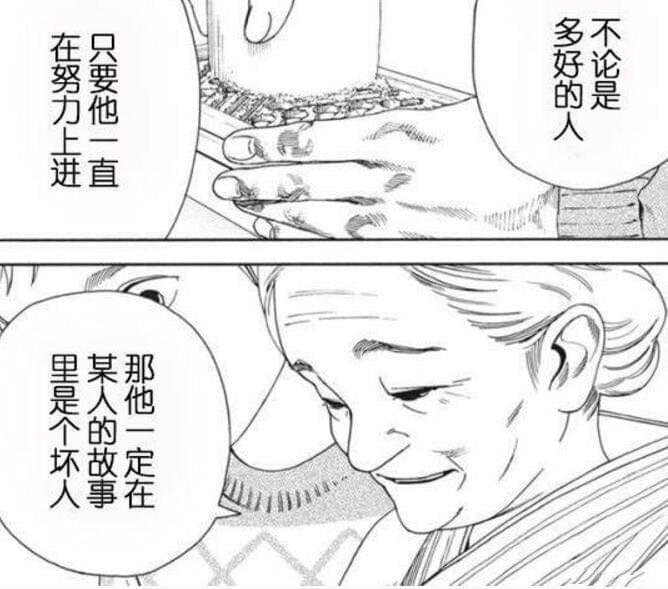 不论是
多好的人
只要他一直
在努力上进
那他一定在
某人的故事
里是个坏人